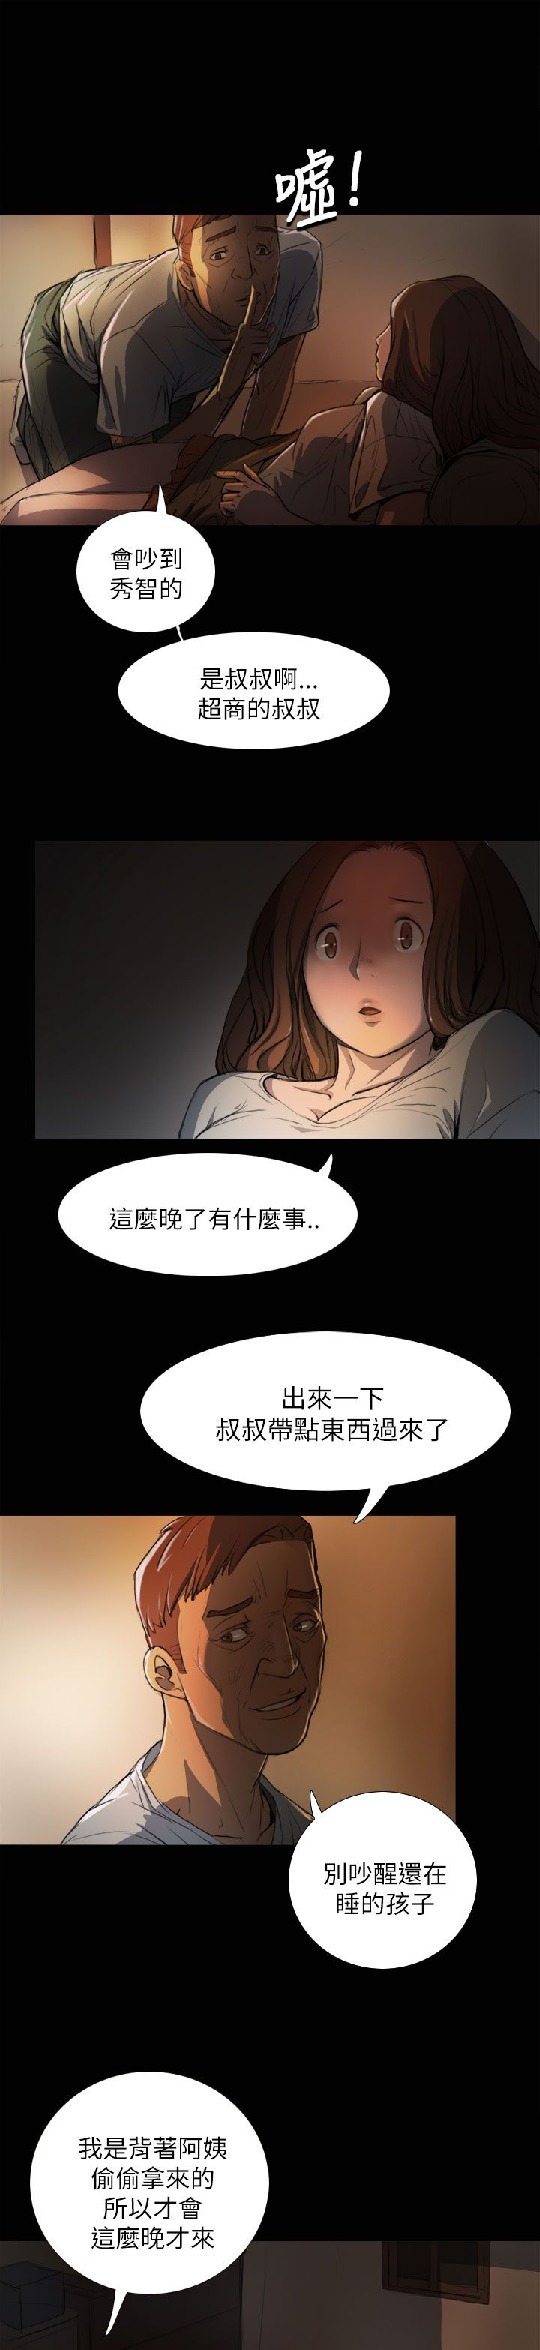 噓！
會吵到
秀智的
是叔叔啊...
超商的叔叔
這麼晚了有什麼事..
出來一下
叔叔帶點東西過來了
別吵醒還在
睡的孩子
我是背著阿姨
偷偷拿來的
所以才會
這麼晚才來